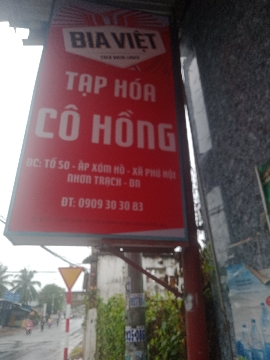 BIA VIỆT
TẠP HÓA
CÔ HỒNG
ĐC: TỔ 50 - ẤP XÓM HỐ - XÃ PHÚ HỘI
NHƠN TRẠCH - ĐN
ĐT: 0909 30 30 83